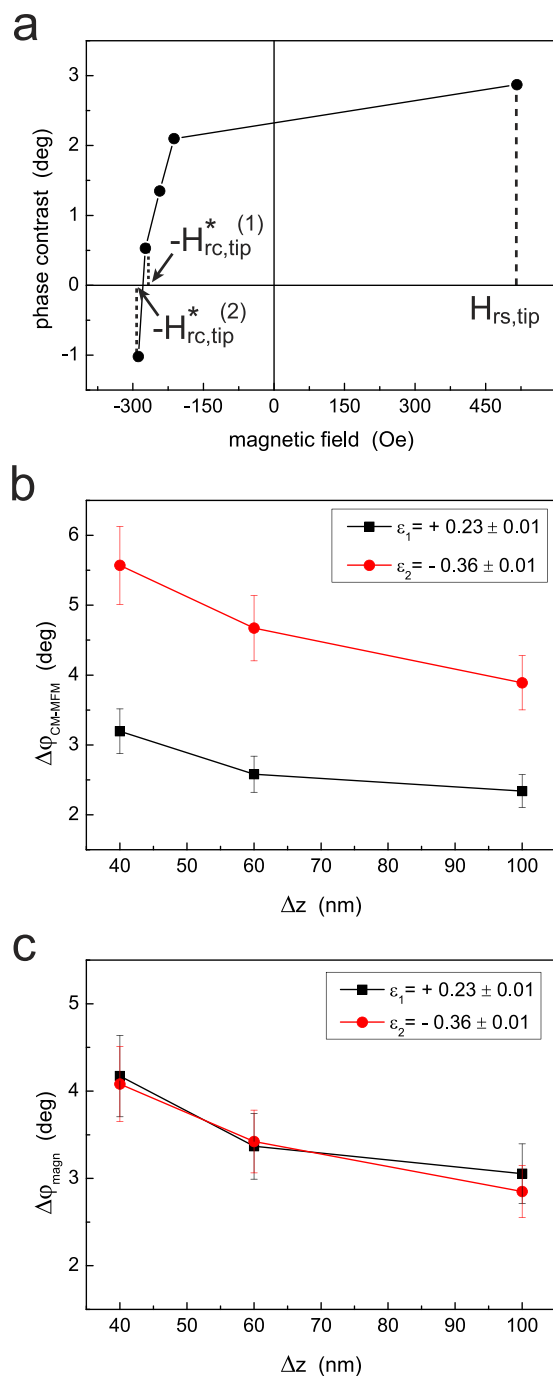 a
3
2
1
0
-1
phase contrast (deg)
-H*rc,tip (1)
-H*rc,tip (2)
Hrs,tip
-300 -150 0 150 300 450
magnetic field (Oe)
b
ε1= + 0.23 ± 0.01
ε2= - 0.36 ± 0.01
6
5
4
3
2
ΔφCM-MFM (deg)
40 50 60 70 80 90 100
Δz (nm)
c
ε1= + 0.23 ± 0.01
ε2= - 0.36 ± 0.01
5
4
3
2
Δφmagn (deg)
40 50 60 70 80 90 100
Δz (nm)